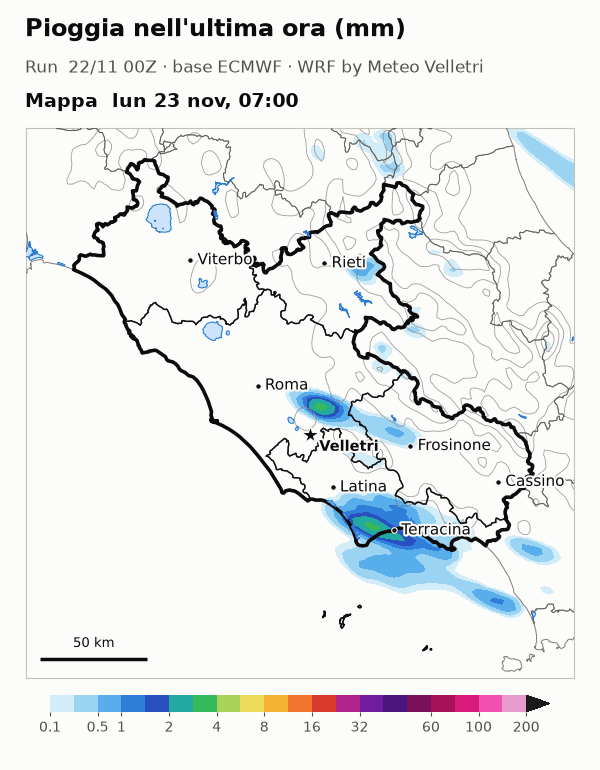 Pioggia nell'ultima ora (mm)
Run  22/11 00Z · base ECMWF · WRF by Meteo Velletri
Mappa  lun 23 nov, 07:00
Viterbo
Rieti
Roma
Velletri
Frosinone
Latina
Cassino
Terracina
50 km
0.1 0.5 1 2 4 8 16 32 60 100 200